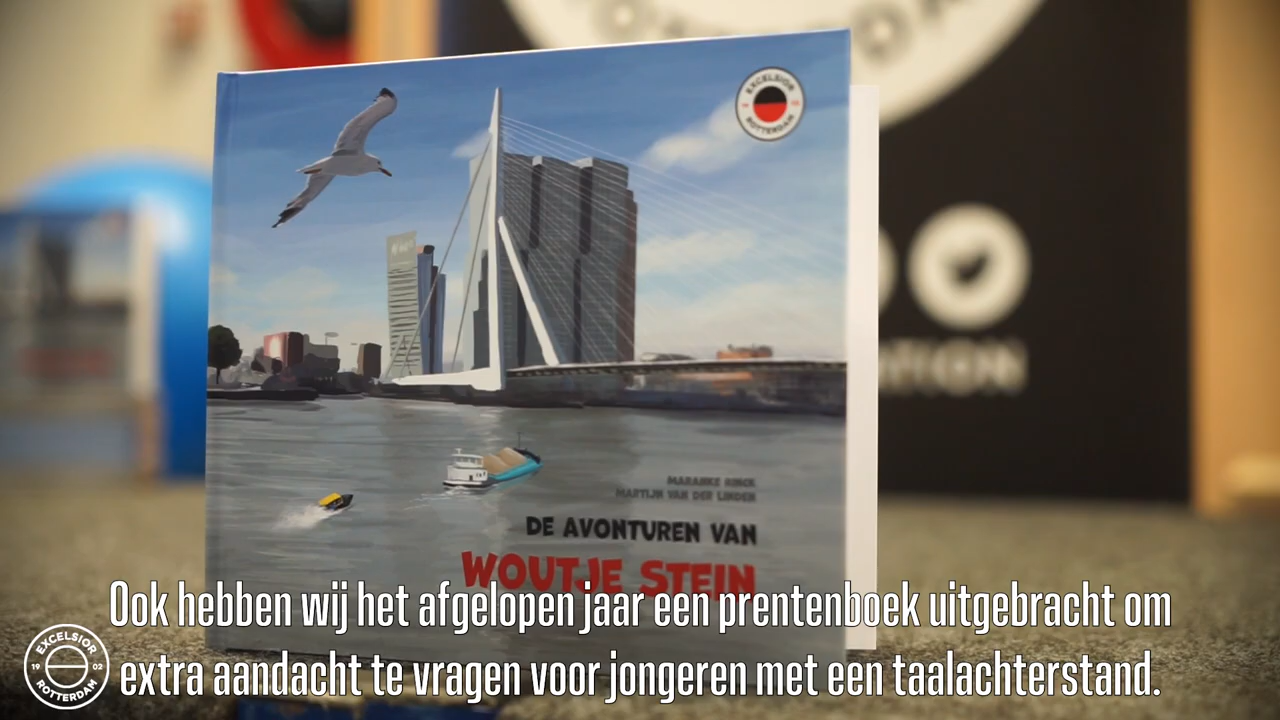 EXCELSIOR
ROTTERDAM
MARANKE RINCK
MARTIJN VAN DER LINDEN
DE AVONTUREN VAN
WOUTJE STEIN
Ook hebben wij het afgelopen jaar een prentenboek uitgebracht om
extra aandacht te vragen voor jongeren met een taalachterstand.
EXCELSIOR
19 02
ROTTERDAM